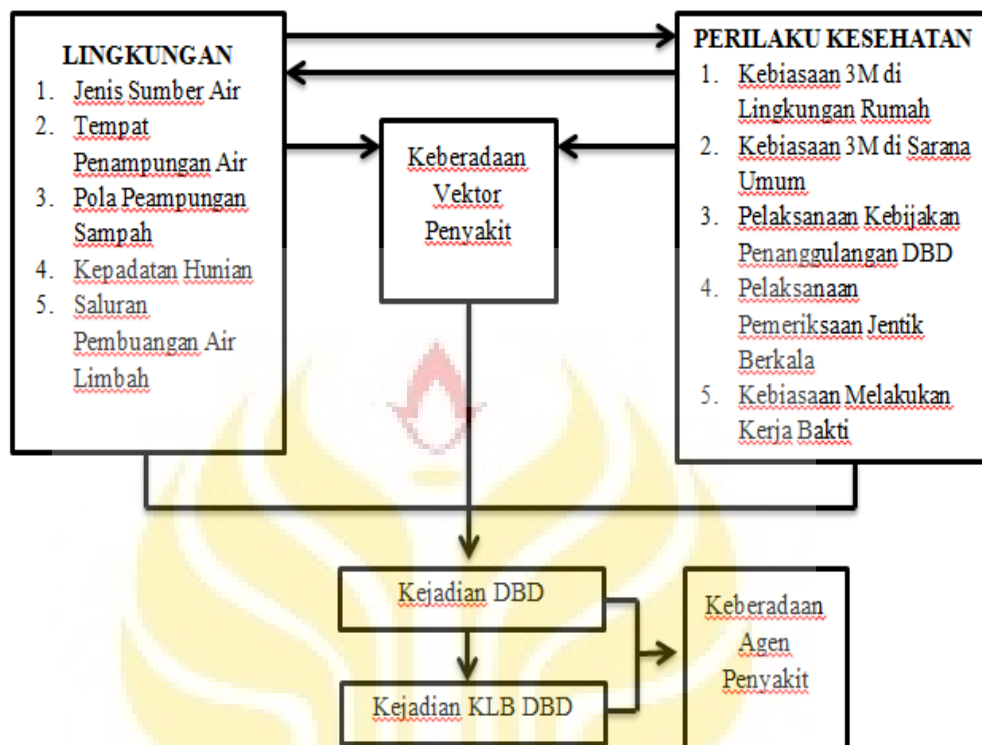 LINGKUNGAN
1. Jenis Sumber Air
2. Tempat
Penampungan Air
3. Pola Peampungan
Sampah
4. Kepadatan Hunian
5. Saluran
Pembuangan Air
Limbah
Keberadaan
Vektor
Penyakit
PERILAKU KESEHATAN
1. Kebiasaan 3M di
Lingkungan Rumah
2. Kebiasaan 3M di Sarana
Umum
3. Pelaksanaan Kebijakan
Penanggulangan DBD
4. Pelaksanaan
Pemeriksaan Jentik
Berkala
5. Kebiasaan Melakukan
Kerja Bakti
Kejadian DBD
Kejadian KLB DBD
Keberadaan
Agen
Penyakit